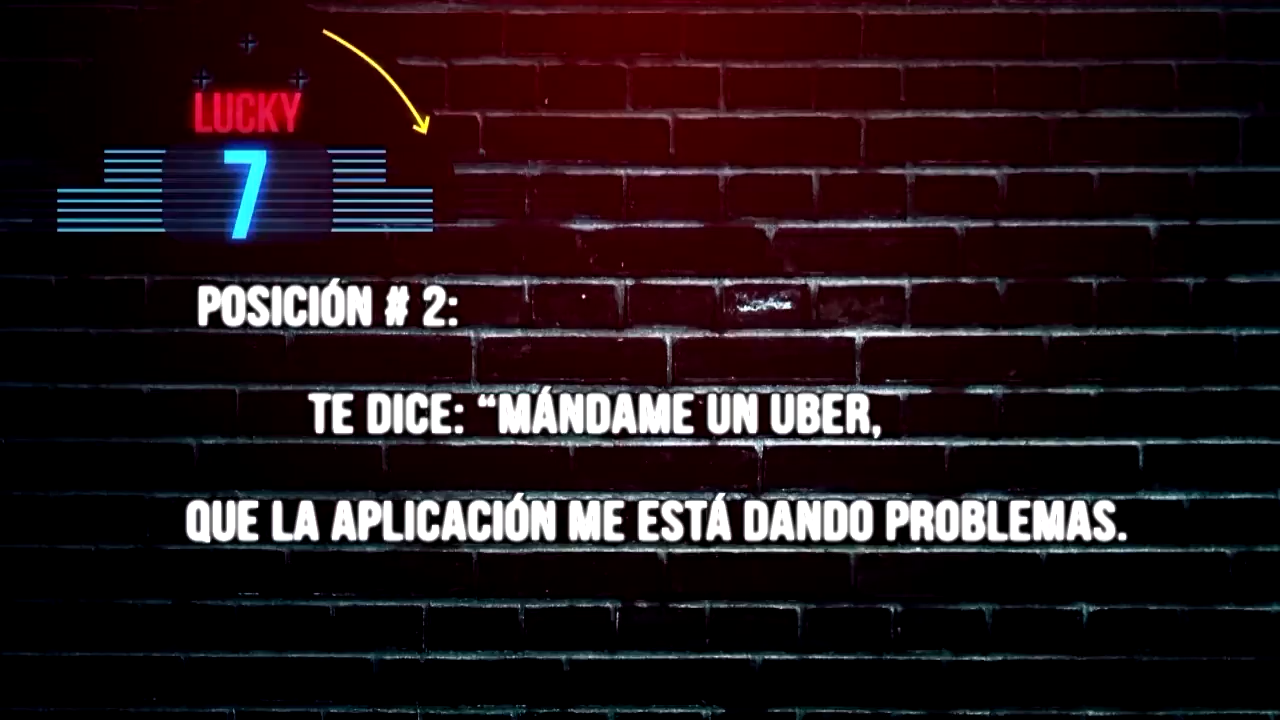 LUCKY
7
POSICIÓN # 2:
TE DICE: “MÁNDAME UN UBER,
QUE LA APLICACIÓN ME ESTÁ DANDO PROBLEMAS.